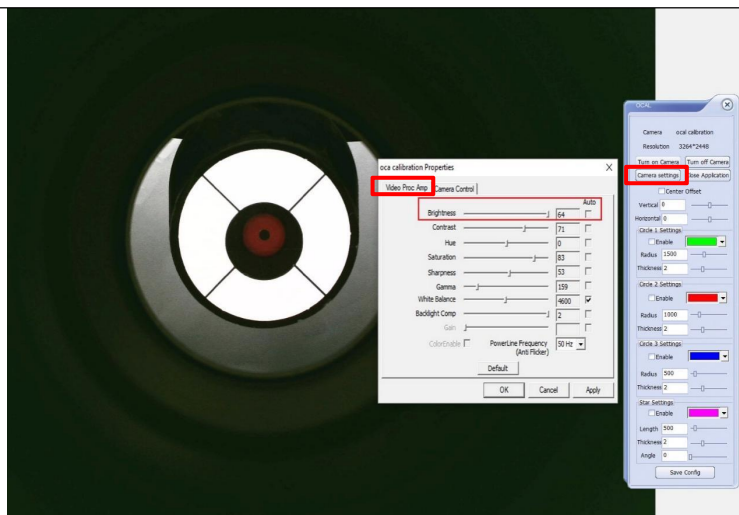 oca calibration Properties
X
Video Proc Amp
Camera Control
Auto
Brightness 64
Contrast 71
Hue 0
Saturation 83
Sharpness 53
Gamma 159
White Balance 4600
Backlight Comp 2
Gain
ColorEnable PowerLine Frequency (Anti Flicker) 50 Hz
Default
OK Cancel Apply
OCAL
Camera ocal calibration
Resolution 3264*2448
Turn on Camera Turn off Camera
Camera settings lose Application
Center Offset
Vertical 0
Horizontal 0
Circle 1 Settings
Enable
Radius 1500
Thickness 2
Circle 2 Settings
Enable
Radius 1000
Thickness 2
Circle 3 Settings
Enable
Radius 500
Thickness 2
Star Settings
Enable
Length 500
Thickness 2
Angle 0
Save Config